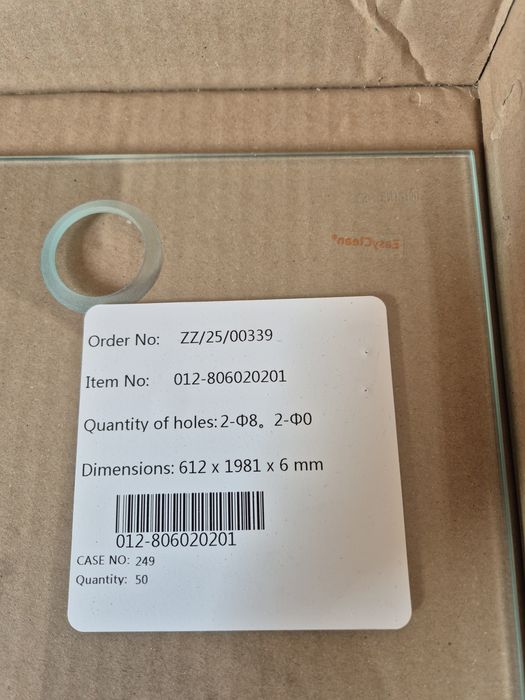 EasyClean®
Order No: ZZ/25/00339
Item No: 012-806020201
Quantity of holes: 2-Φ8。 2-Φ0
Dimensions: 612 x 1981 x 6 mm
012-806020201
CASE NO: 249
Quantity: 50